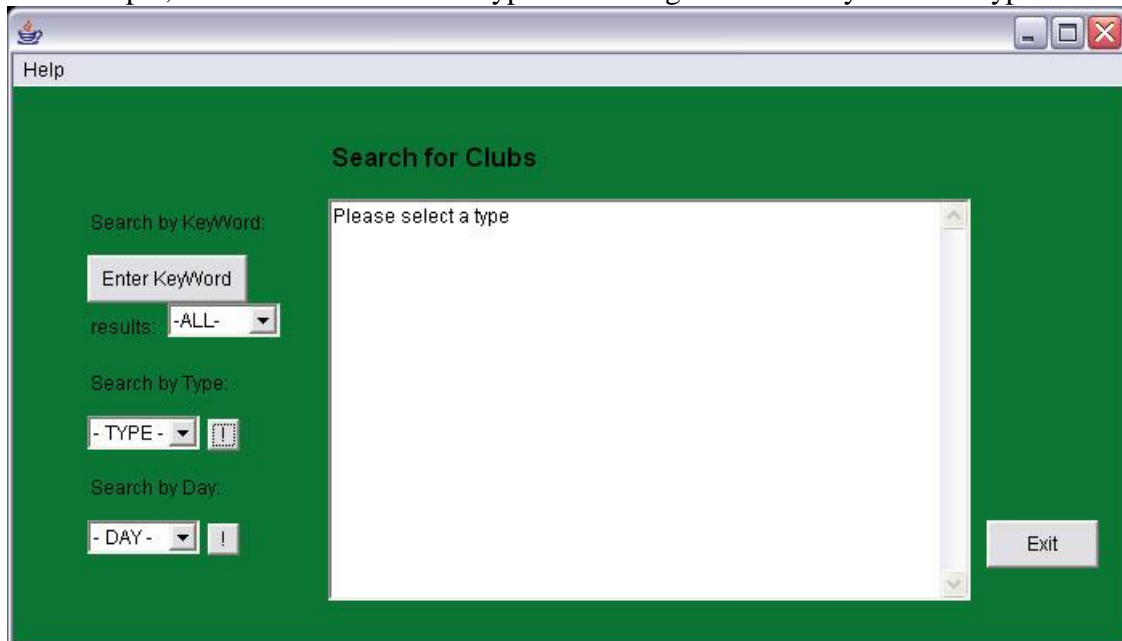 Help
Search for Clubs
Search by KeyWord:
Please select a type
Enter KeyWord
results: -ALL-
Search by Type:
- TYPE - !
Search by Day:
- DAY - !
Exit